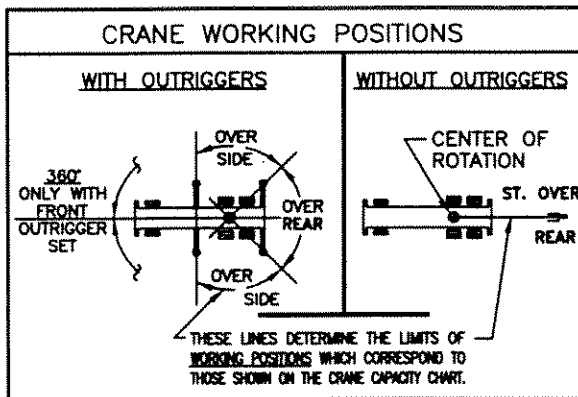 CRANE WORKING POSITIONS
WITH OUTRIGGERS
OVER
SIDE
360°
ONLY WITH
FRONT
OUTRIGGER
SET
OVER
REAR
OVER
SIDE
WITHOUT OUTRIGGERS
CENTER OF
ROTATION
ST. OVER
REAR
THESE LINES DETERMINE THE LIMITS OF
WORKING POSITIONS WHICH CORRESPOND TO
THOSE SHOWN ON THE CRANE CAPACITY CHART.